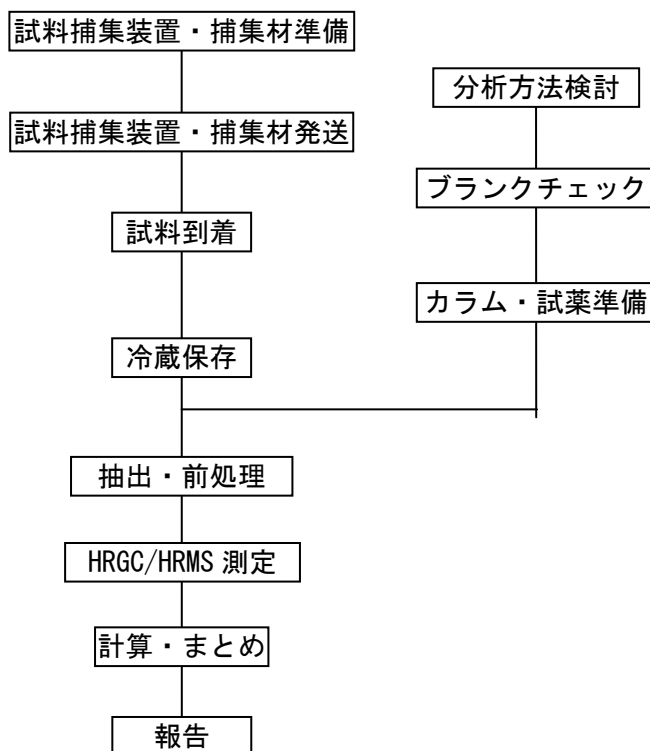 試料捕集装置・捕集材準備
試料捕集装置・捕集材発送
試料到着
冷蔵保存
分析方法検討
ブランクチェック
カラム・試薬準備
抽出・前処理
HRGC/HRMS 測定
計算・まとめ
報告